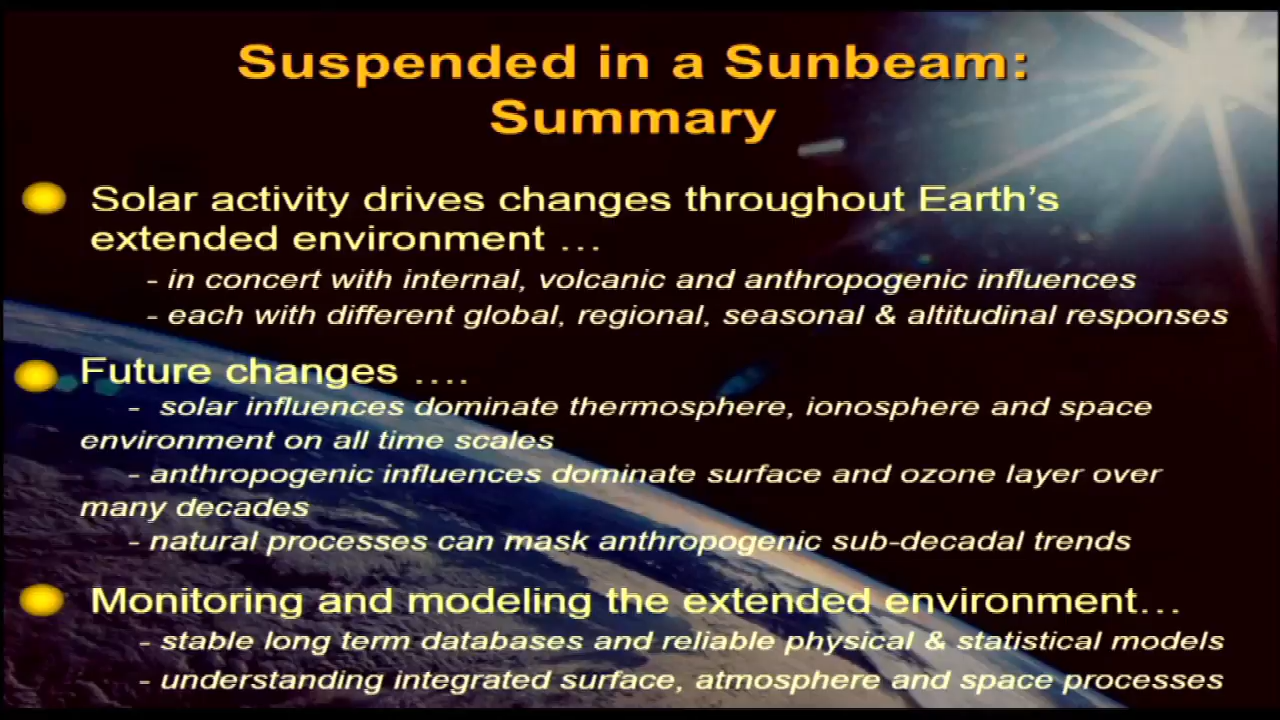 Suspended in a Sunbeam:
Summary
Solar activity drives changes throughout Earth's
extended environment …
- in concert with internal, volcanic and anthropogenic influences
- each with different global, regional, seasonal & altitudinal responses
Future changes ….
- solar influences dominate thermosphere, ionosphere and space
environment on all time scales
- anthropogenic influences dominate surface and ozone layer over
many decades
- natural processes can mask anthropogenic sub-decadal trends
Monitoring and modeling the extended environment…
- stable long term databases and reliable physical & statistical models
- understanding integrated surface, atmosphere and space processes